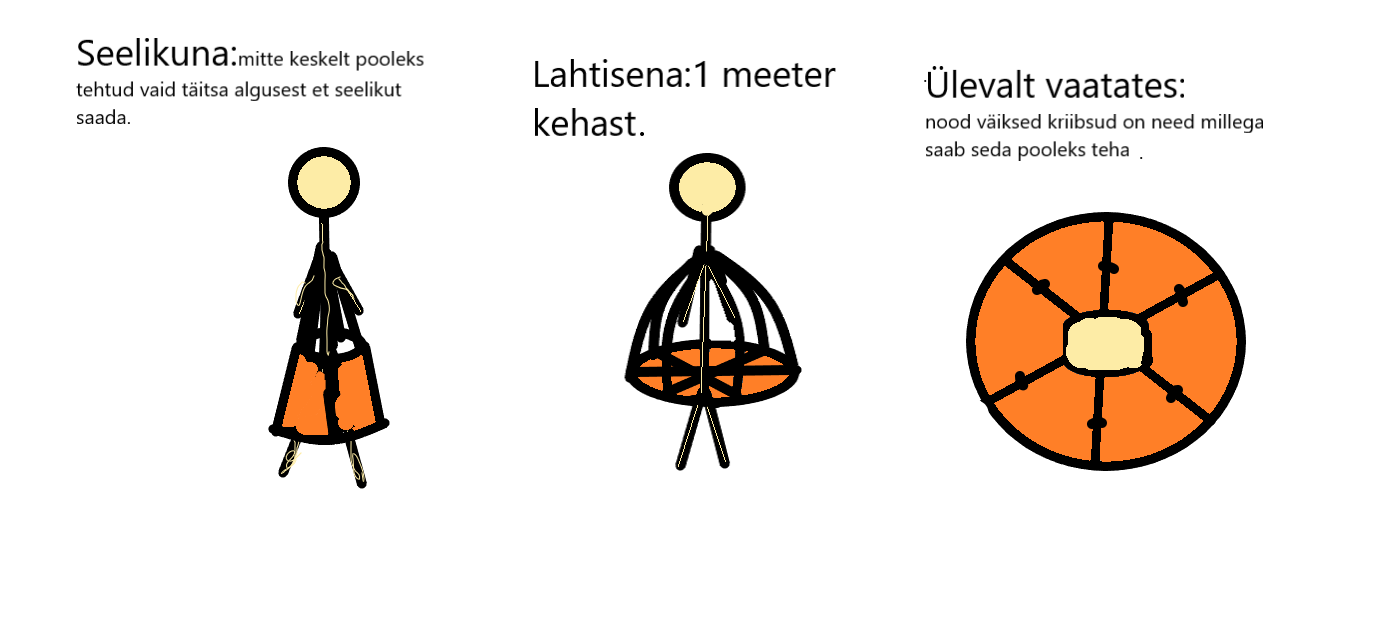 Seelikuna:mitte keskelt pooleks
tehtud vaid täitsa algusest et seelikut
saada.
Lahtisena:1 meeter
kehast.
Ülevalt vaatates:
nood väiksed kriibsud on need millega
saab seda pooleks teha .